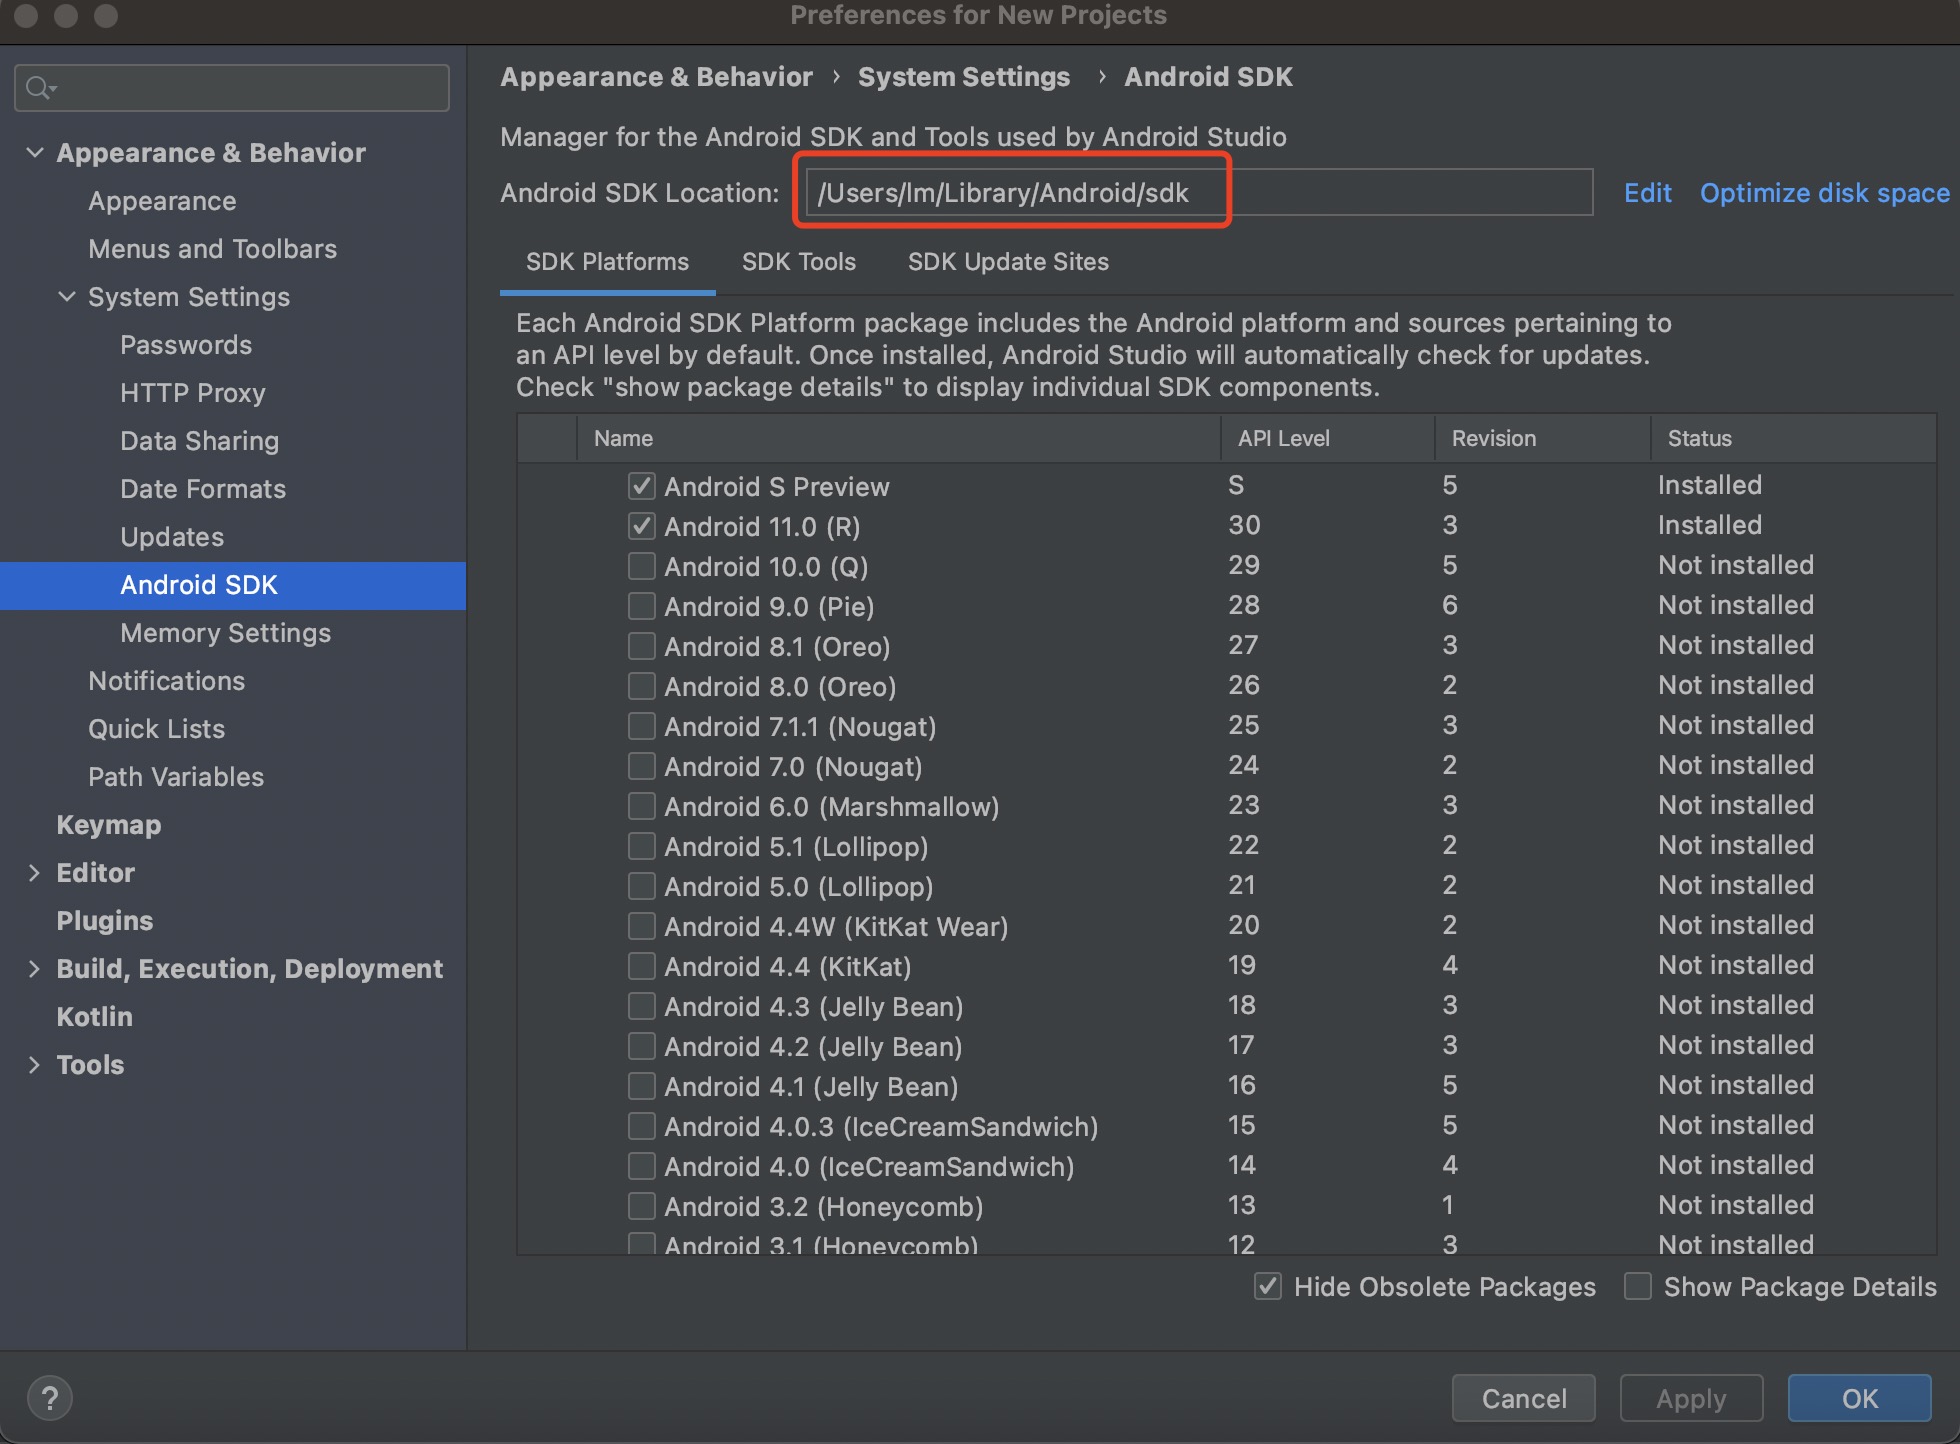 Preferences for New Projects
Appearance & Behavior
Appearance
Menus and Toolbars
System Settings
Passwords
HTTP Proxy
Data Sharing
Date Formats
Updates
Android SDK
Memory Settings
Notifications
Quick Lists
Path Variables
Keymap
Editor
Plugins
Build, Execution, Deployment
Kotlin
Tools
Appearance & Behavior › System Settings › Android SDK
Manager for the Android SDK and Tools used by Android Studio
Android SDK Location: /Users/lm/Library/Android/sdk Edit Optimize disk space
SDK Platforms SDK Tools SDK Update Sites
Each Android SDK Platform package includes the Android platform and sources pertaining to
an API level by default. Once installed, Android Studio will automatically check for updates.
Check "show package details" to display individual SDK components.
Name API Level Revision Status
Android S Preview S 5 Installed
Android 11.0 (R) 30 3 Installed
Android 10.0 (Q) 29 5 Not installed
Android 9.0 (Pie) 28 6 Not installed
Android 8.1 (Oreo) 27 3 Not installed
Android 8.0 (Oreo) 26 2 Not installed
Android 7.1.1 (Nougat) 25 3 Not installed
Android 7.0 (Nougat) 24 2 Not installed
Android 6.0 (Marshmallow) 23 3 Not installed
Android 5.1 (Lollipop) 22 2 Not installed
Android 5.0 (Lollipop) 21 2 Not installed
Android 4.4W (KitKat Wear) 20 2 Not installed
Android 4.4 (KitKat) 19 4 Not installed
Android 4.3 (Jelly Bean) 18 3 Not installed
Android 4.2 (Jelly Bean) 17 3 Not installed
Android 4.1 (Jelly Bean) 16 5 Not installed
Android 4.0.3 (IceCreamSandwich) 15 5 Not installed
Android 4.0 (IceCreamSandwich) 14 4 Not installed
Android 3.2 (Honeycomb) 13 1 Not installed
Android 3.1 (Honeycomb) 12 3 Not installed
Hide Obsolete Packages Show Package Details
? Cancel Apply OK